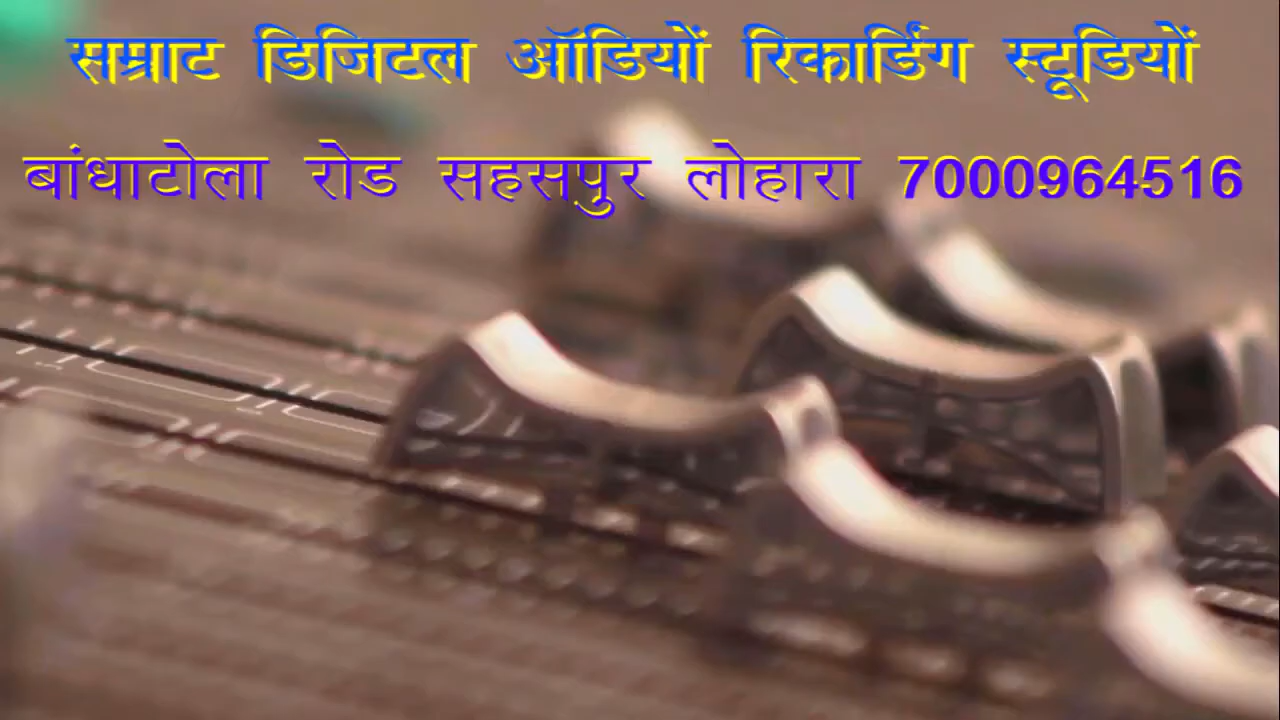 सम्राट डिजिटल ऑडियों रिकार्डिंग स्टूडियों
बांधाटोला रोड सहसपुर लोहारा 7000964516